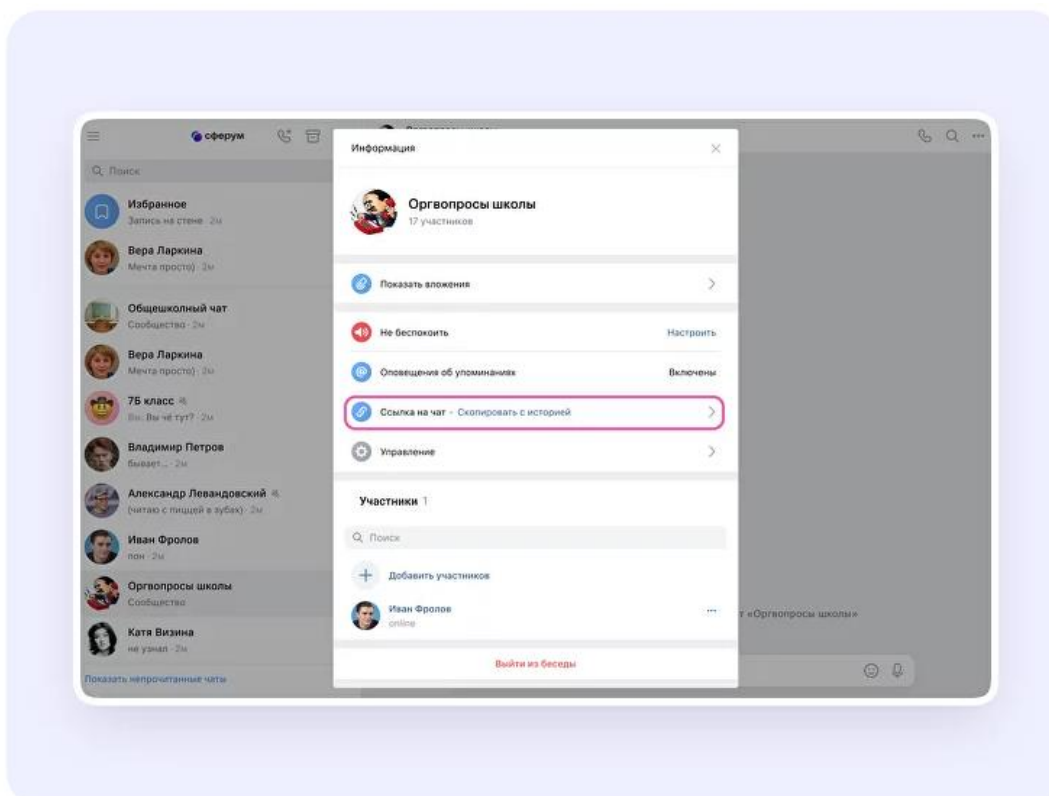 сферум
Поиск
Избранное
Запись на стене · 2м
Вера Ларкина
Мечта просто) · 2м
Общешкольный чат
Сообщество · 2м
Вера Ларкина
Мечта просто) · 2м
7Б класс
Вы: Вы чё тут? · 2м
Владимир Петров
бывает... · 2м
Александр Левандовский
(читаю с пиццей в зубах) · 2м
Иван Фролов
пон · 2м
Оргвопросы школы
Сообщество
Катя Визина
не узнал · 2м
Показать непрочитанные чаты
Информация
Оргвопросы школы
17 участников
Показать вложения
Не беспокоить
Настроить
Оповещения об упоминаниях
Включены
Ссылка на чат - Скопировать с историей
Управление
Участники 1
Поиск
Добавить участников
Иван Фролов
online
Выйти из беседы
«Оргвопросы школы»